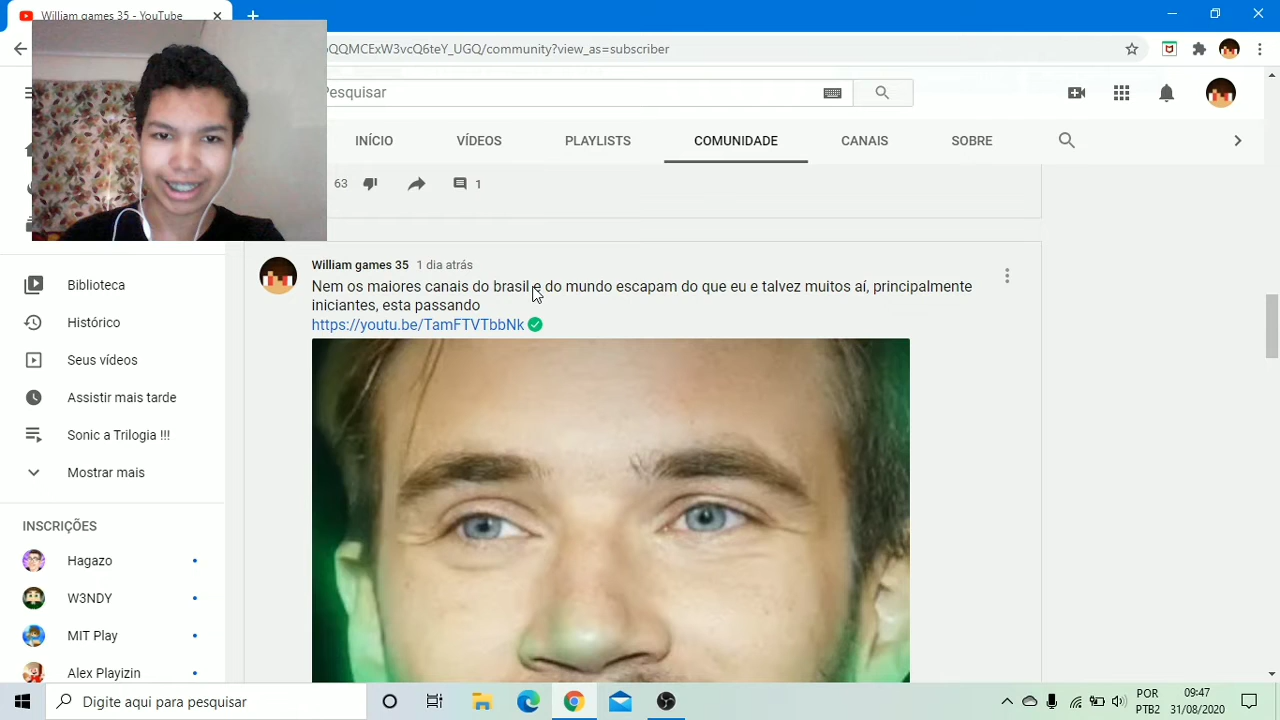 William games 35 - YouTube
QQMCExW3vcQ6teY_UGQ/community?view_as=subscriber
Pesquisar
INÍCIO VÍDEOS PLAYLISTS COMUNIDADE CANAIS SOBRE
63 1
William games 35 1 dia atrás
Nem os maiores canais do brasil e do mundo escapam do que eu e talvez muitos aí, principalmente
iniciantes, esta passando
https://youtu.be/TamFTVTbbNk
Biblioteca
Histórico
Seus vídeos
Assistir mais tarde
Sonic a Trilogia !!!
Mostrar mais
INSCRIÇÕES
Hagazo
W3NDY
MIT Play
Alex Playizin
Digite aqui para pesquisar
POR 09:47
PTB2 31/08/2020